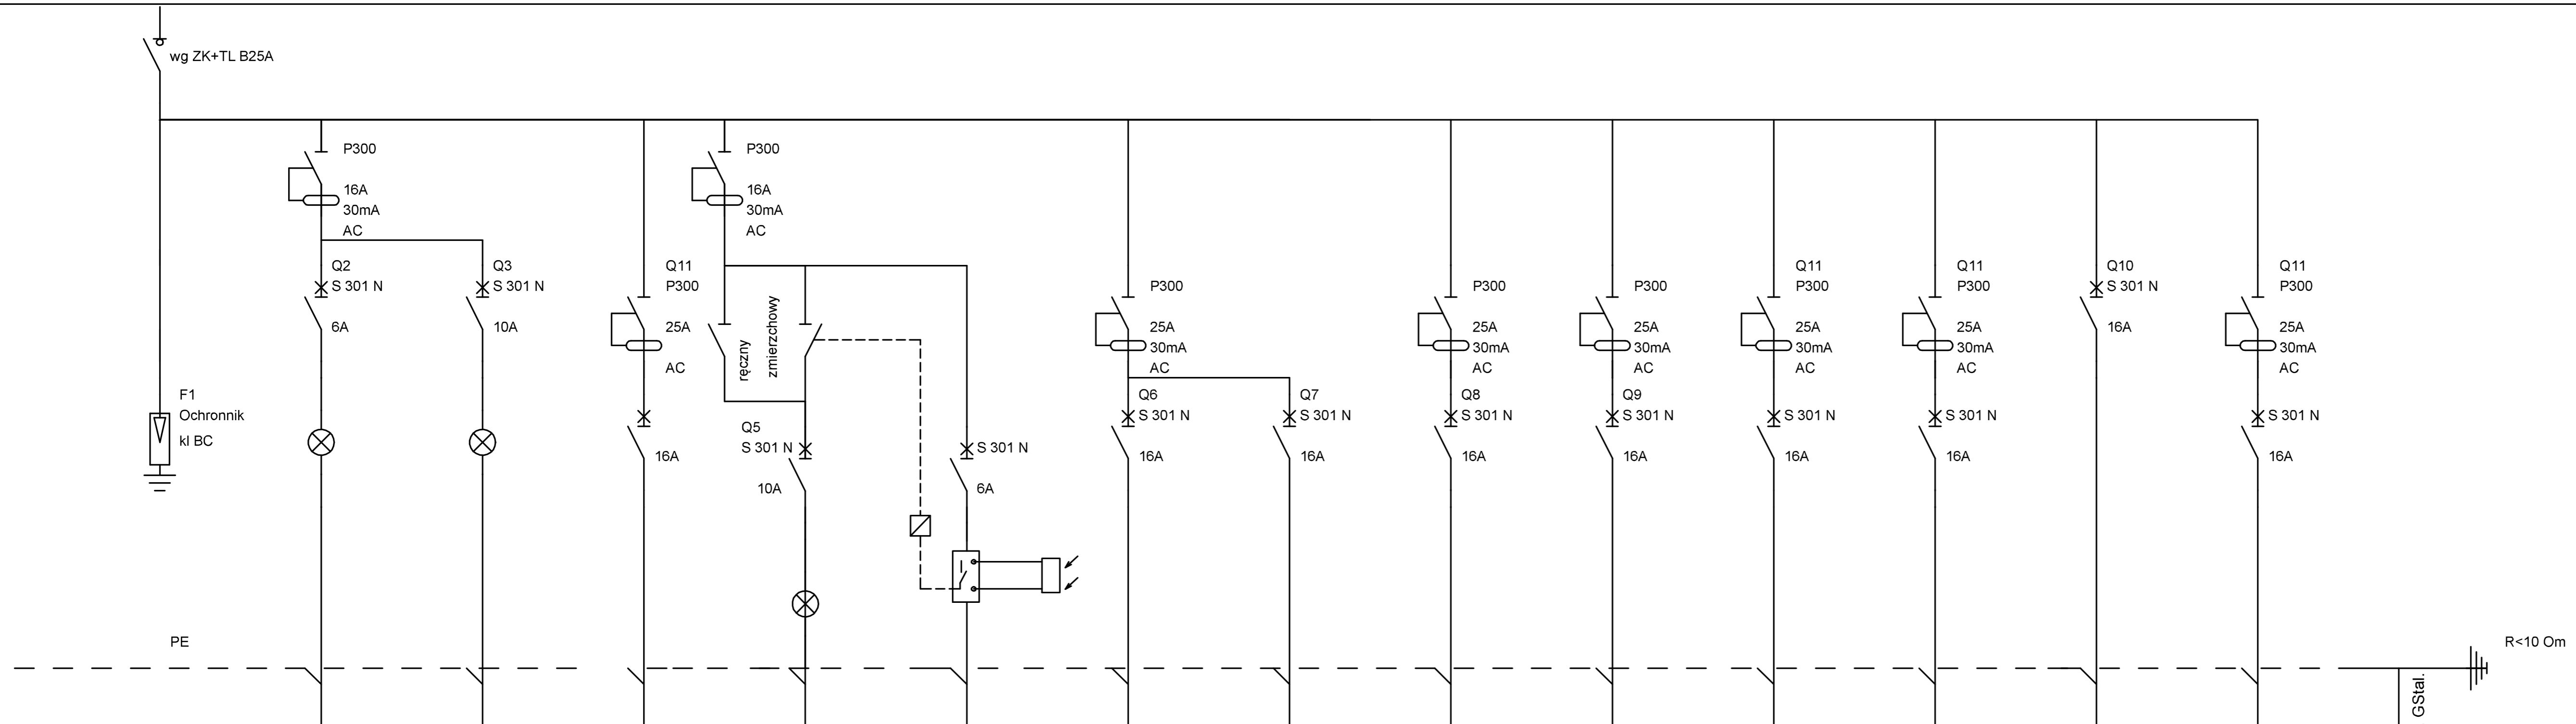 wg ZK+TL B25A
P300
16A
30mA
AC
P300
16A
30mA
AC
Q2
S 301 N
6A
Q3
S 301 N
10A
Q11
P300
25A
AC
16A
ręczny
zmierzchowy
Q5
S 301 N
10A
S 301 N
6A
P300
25A
30mA
AC
Q6
S 301 N
16A
Q7
S 301 N
16A
P300
25A
30mA
AC
Q8
S 301 N
16A
P300
25A
30mA
AC
Q9
S 301 N
16A
Q11
P300
25A
30mA
AC
S 301 N
16A
Q11
P300
25A
30mA
AC
S 301 N
16A
Q10
S 301 N
16A
Q11
P300
25A
30mA
AC
S 301 N
16A
F1
Ochronnik
kl BC
PE
R<10 Om
GStal.